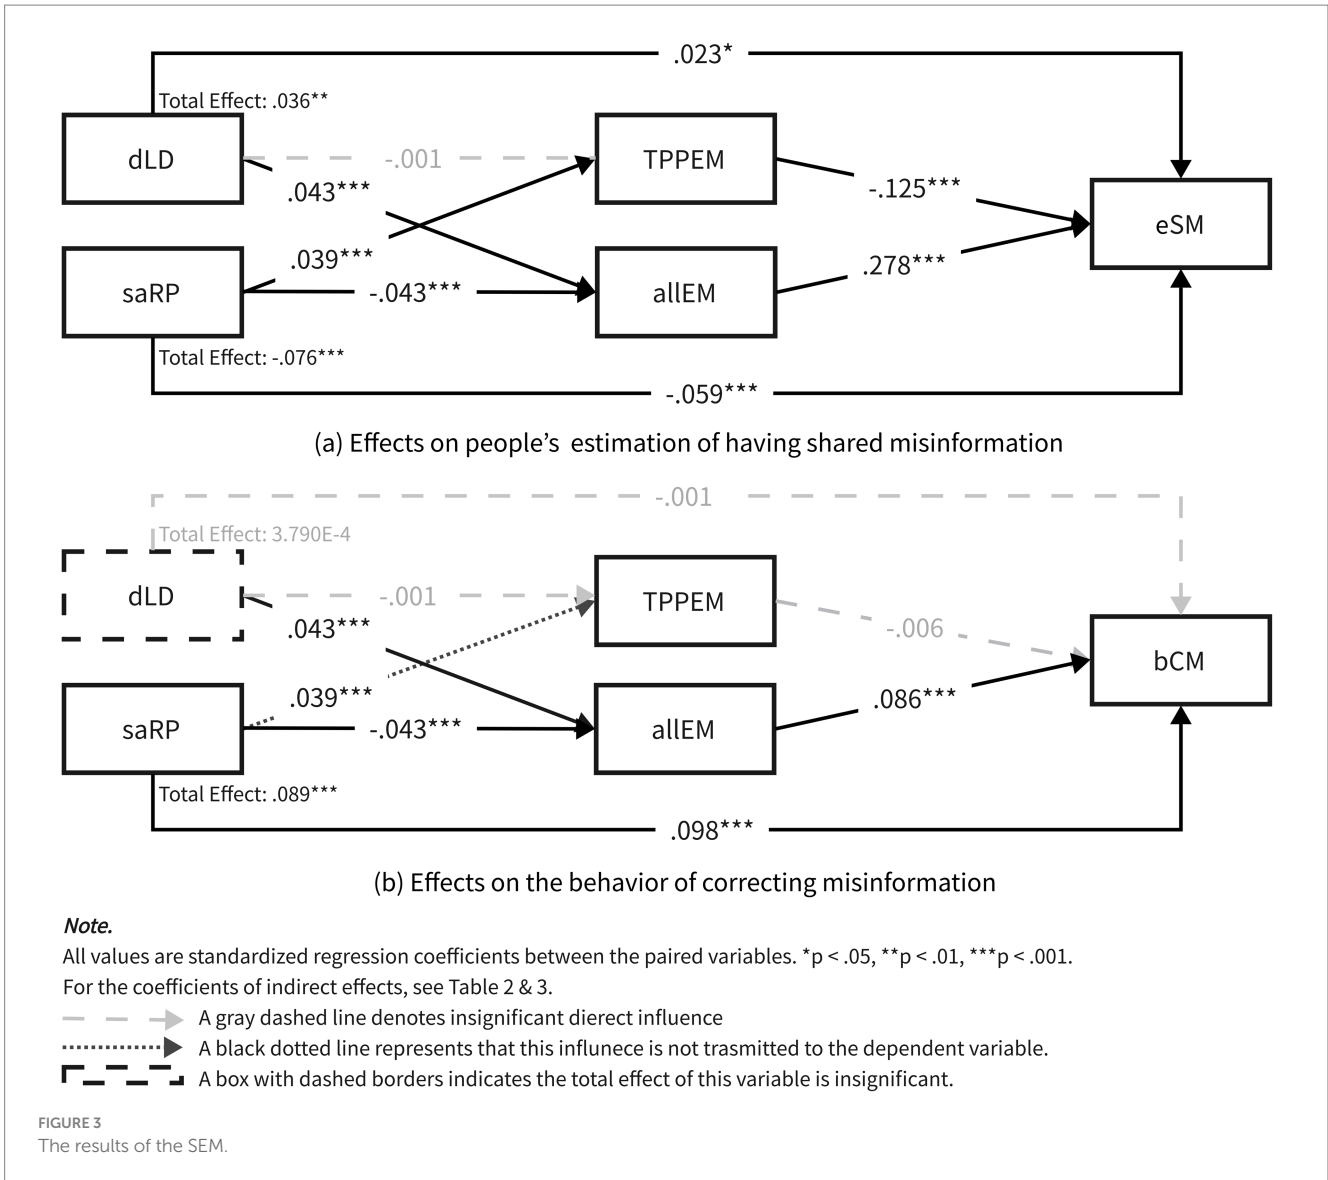 .023*
Total Effect: .036**
dLD
-.001
TPPEM
.043***
-.125***
eSM
.039***
.278***
saRP
-.043***
allEM
Total Effect: -.076***
-.059***
(a) Effects on people’s  estimation of having shared misinformation
-.001
Total Effect: 3.790E-4
dLD
-.001
TPPEM
.043***
-.006
bCM
.039***
.086***
saRP
-.043***
allEM
Total Effect: .089***
.098***
(b) Effects on the behavior of correcting misinformation
Note.
All values are standardized regression coefficients between the paired variables. *p < .05, **p < .01, ***p < .001.
For the coefficients of indirect effects, see Table 2 & 3.
A gray dashed line denotes insignificant dierect influence
A black dotted line represents that this influnece is not trasmitted to the dependent variable.
A box with dashed borders indicates the total effect of this variable is insignificant.
FIGURE 3
The results of the SEM.